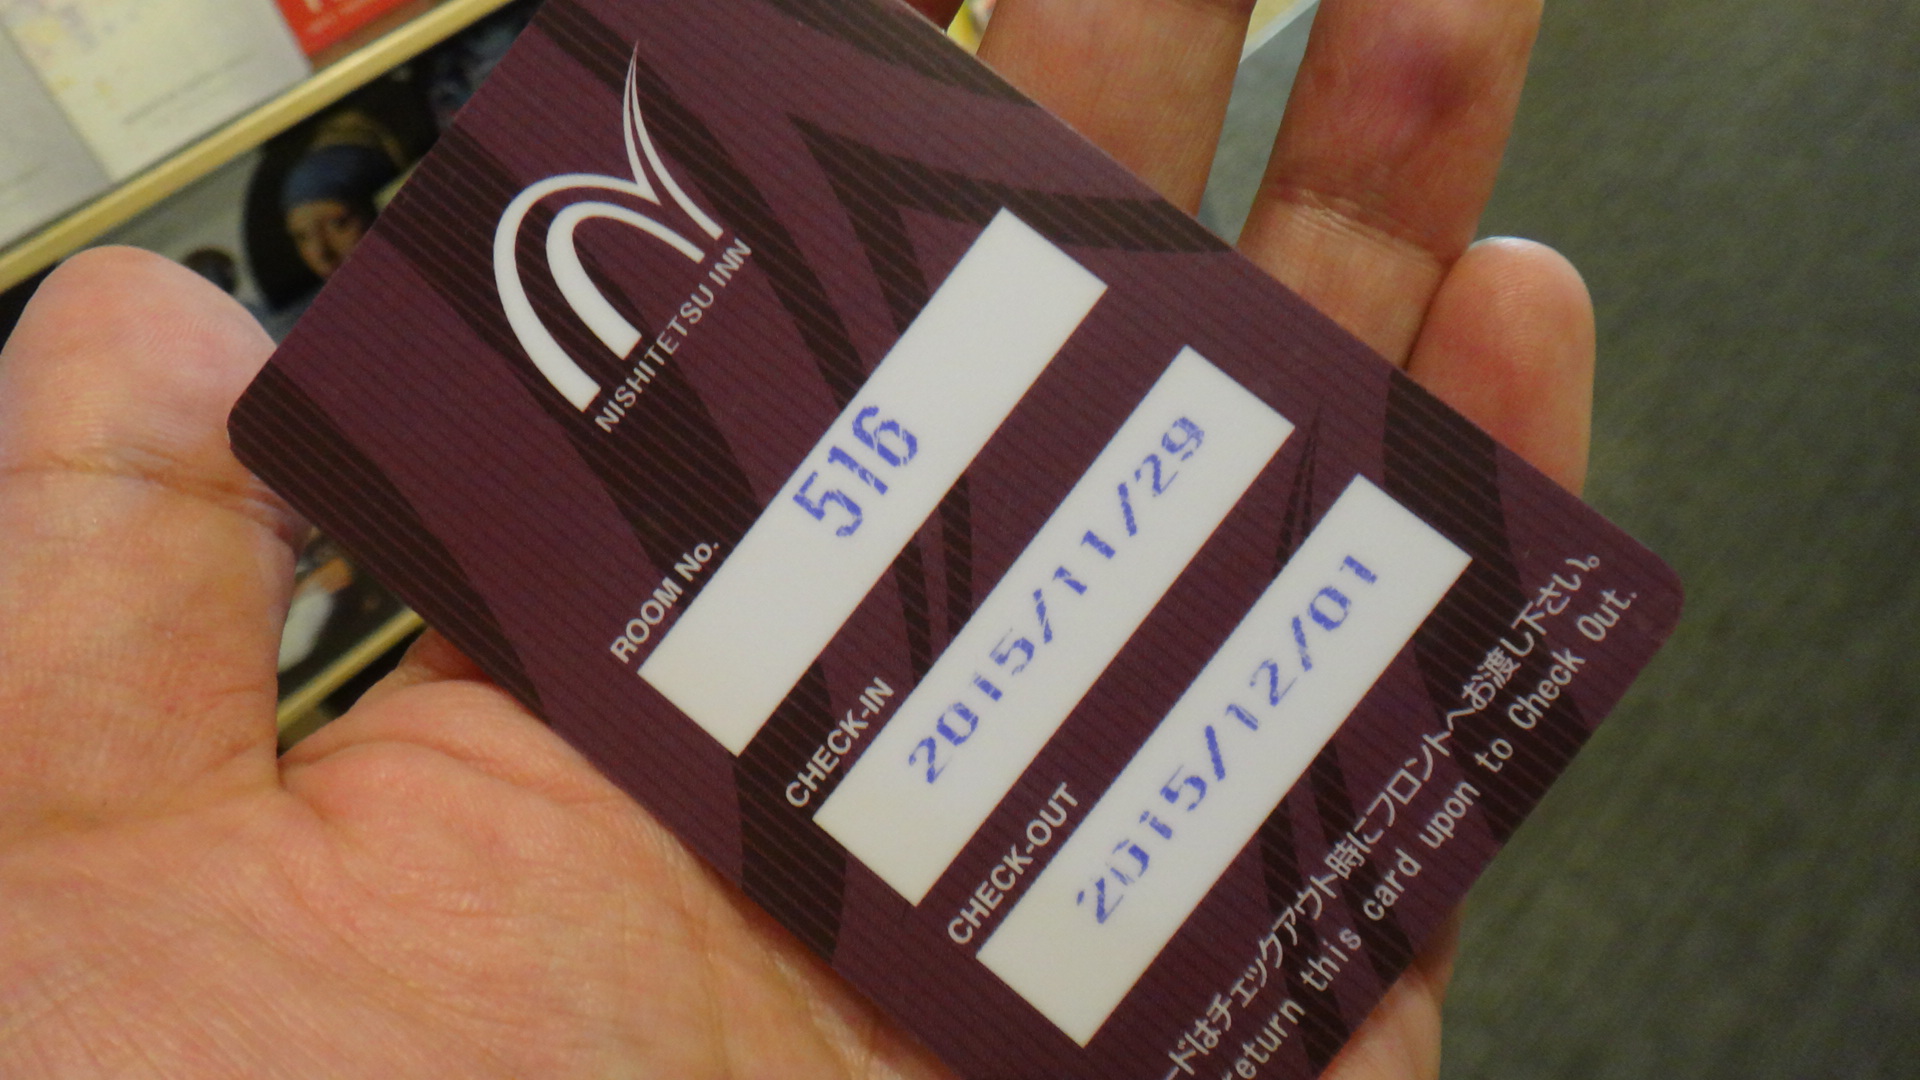 NISHITETSU INN
ROOM No.
516
CHECK-IN
2015/11/29
CHECK-OUT
2015/12/01
ードはチェックアウト時にフロントへお渡し下さい。
return this card upon to Check Out.